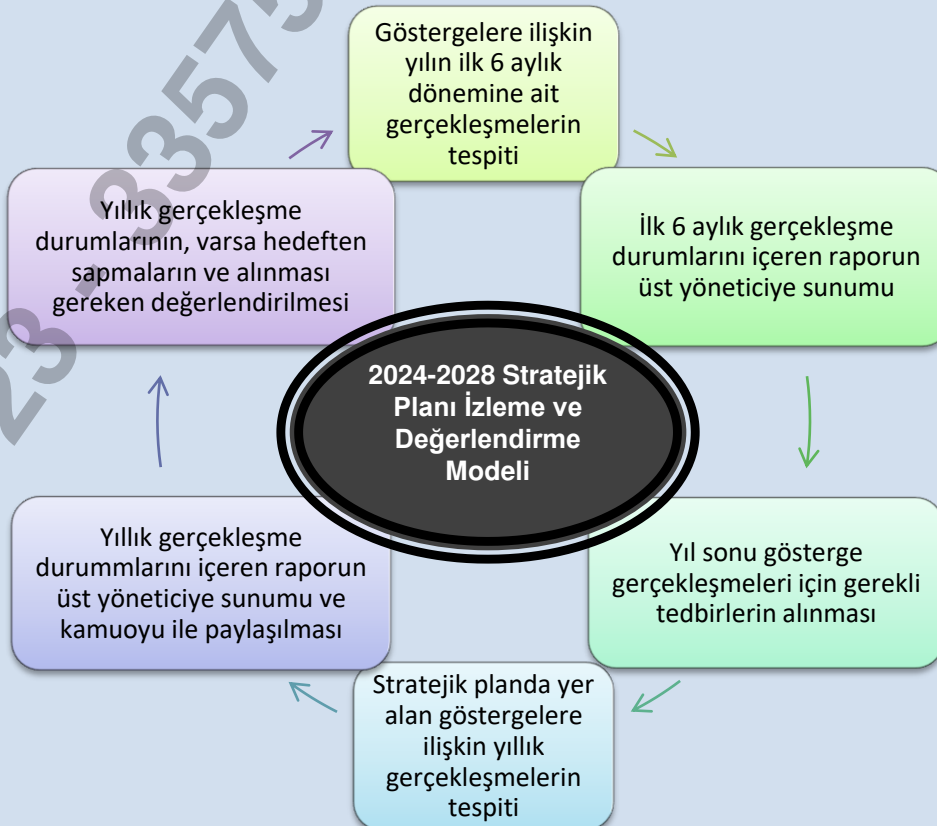 Göstergelere ilişkin
yılın ilk 6 aylık
dönemine ait
gerçekleşmelerin
tespiti
İlk 6 aylık gerçekleşme
durumlarını içeren raporun
üst yöneticiye sunumu
Yıl sonu gösterge
gerçekleşmeleri için gerekli
tedbirlerin alınması
Stratejik planda yer
alan göstergelere
ilişkin yıllık
gerçekleşmelerin
tespiti
Yıllık gerçekleşme
durummlarını içeren raporun
üst yöneticiye sunumu ve
kamuoyu ile paylaşılması
Yıllık gerçekleşme
durumlarının, varsa hedeften
sapmaların ve alınması
gereken değerlendirilmesi
2024-2028 Stratejik
Planı İzleme ve
Değerlendirme
Modeli